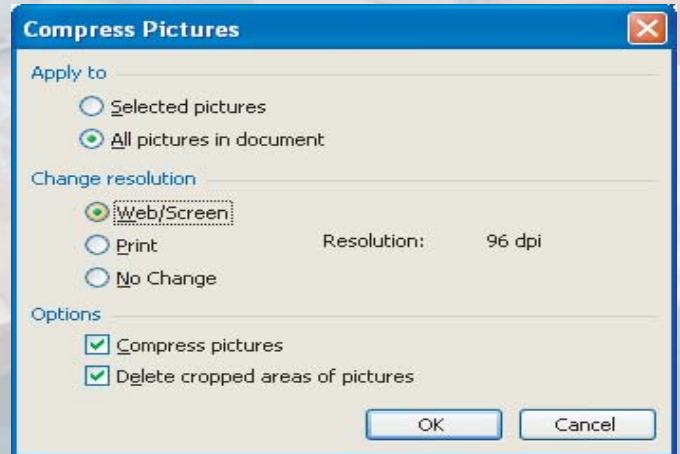 Compress Pictures
Apply to
Selected pictures
All pictures in document
Change resolution
Web/Screen
Print Resolution: 96 dpi
No Change
Options
Compress pictures
Delete cropped areas of pictures
OK Cancel